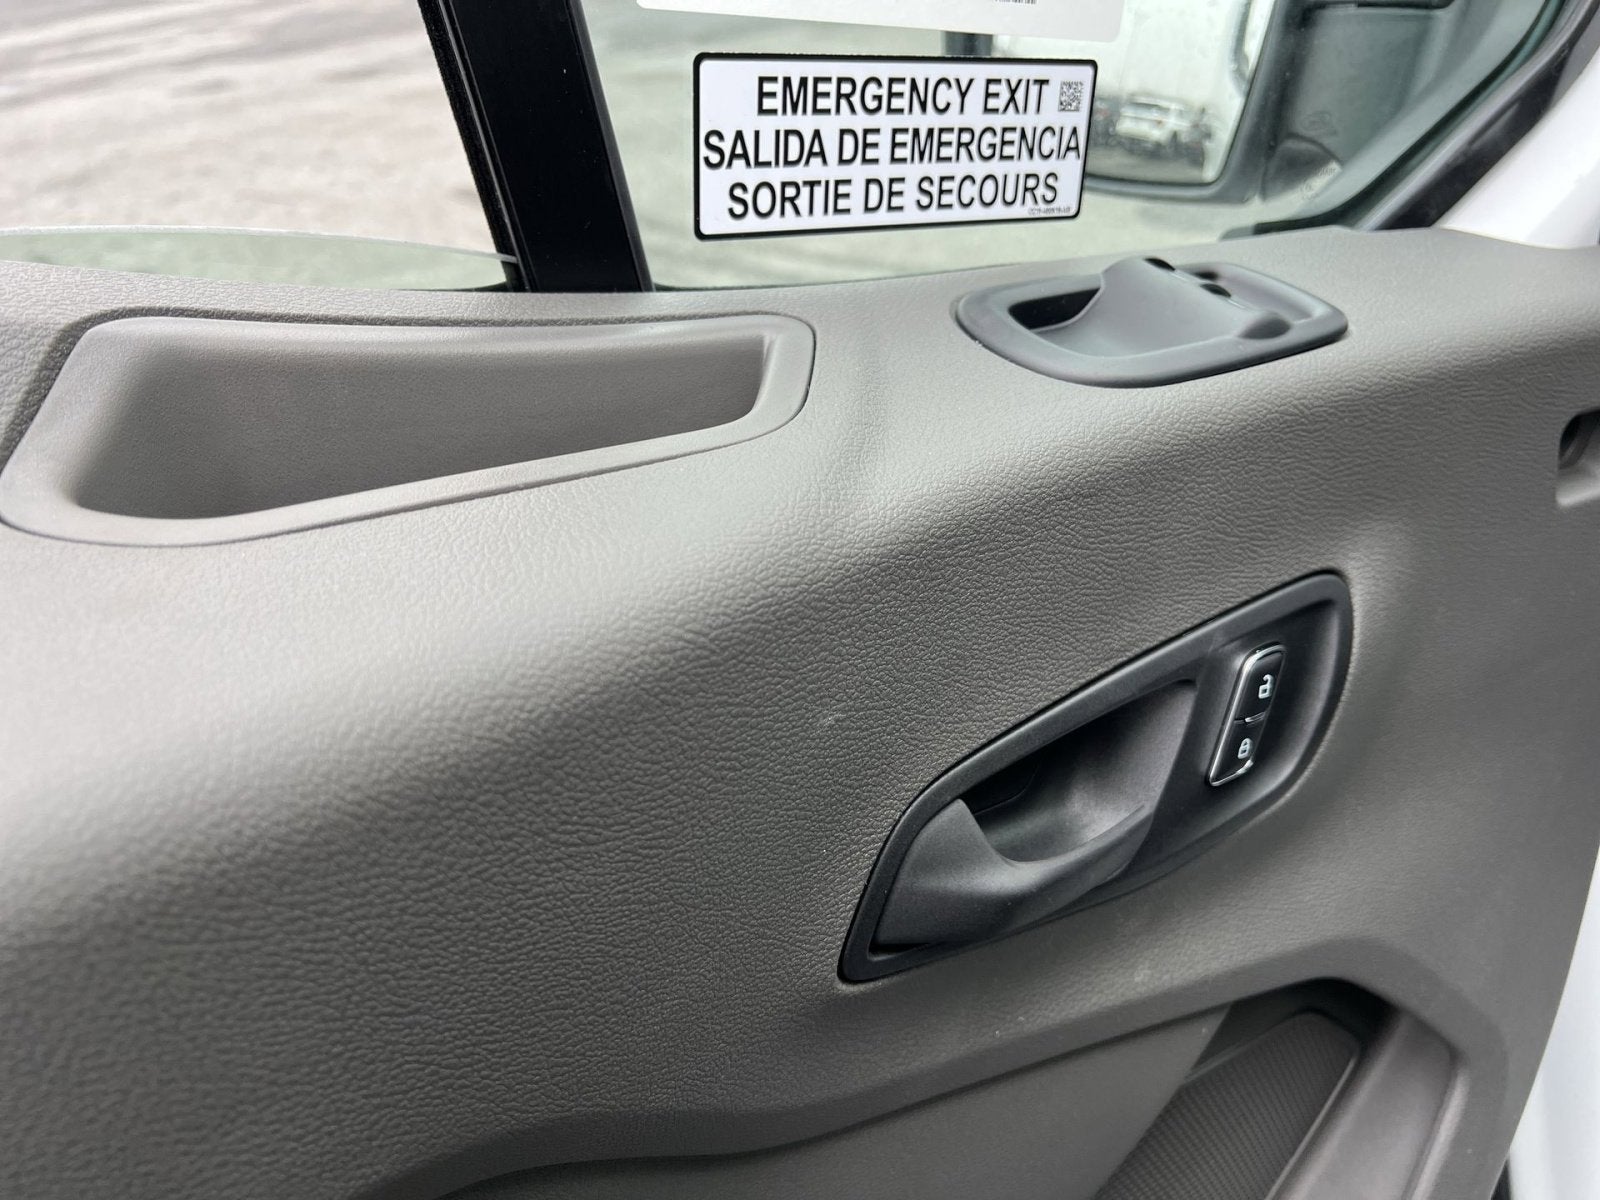 EMERGENCY EXIT
SALIDA DE EMERGENCIA
SORTIE DE SECOURS